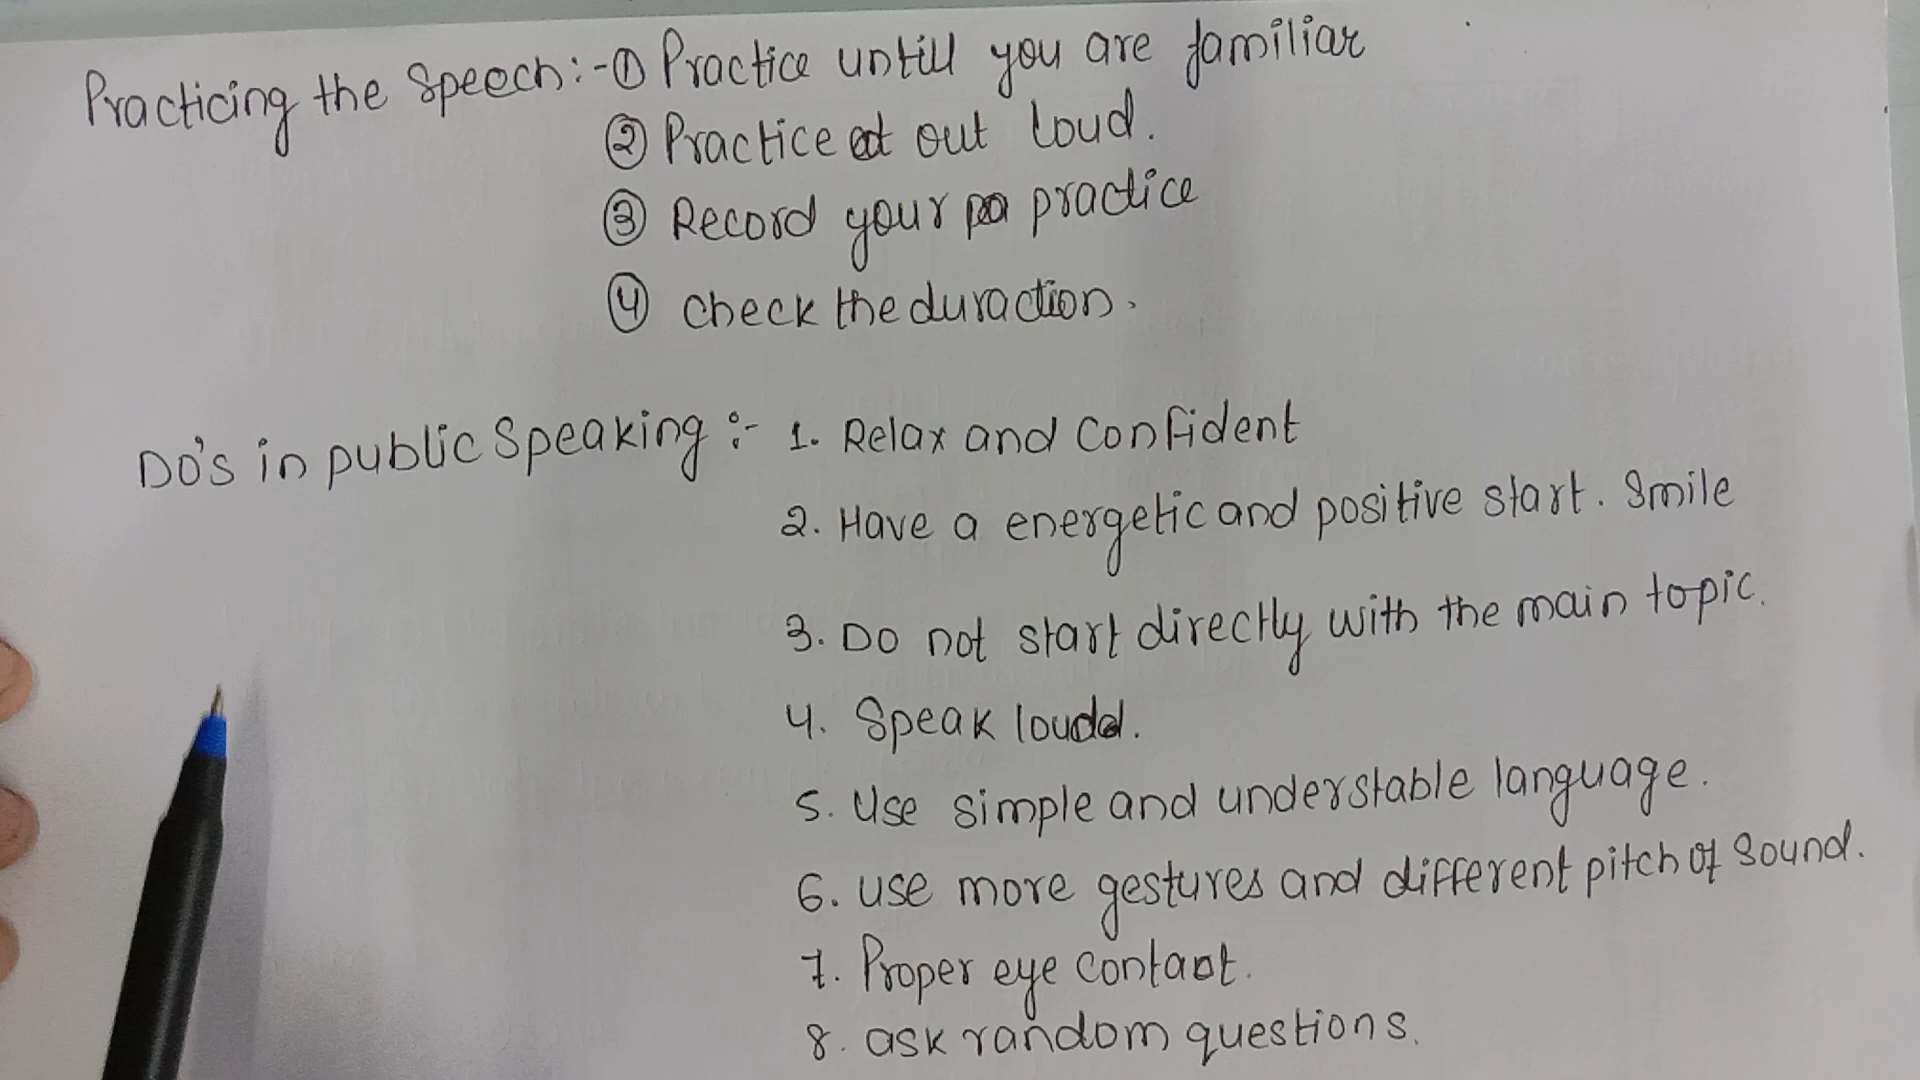 Practicing the Speech:-① Practice untill you are familiar
② Practice at out loud.
③ Record your pa practice
④ check the duraction.
Do's in public Speaking :- 1. Relax and Confident
2. Have a energetic and positive start. Smile
3. Do not start directly with the main topic.
4. Speak loud.
5. Use simple and understable language.
6. use more gestures and different pitch of Sound.
7. Proper eye contact.
8. ask random questions.